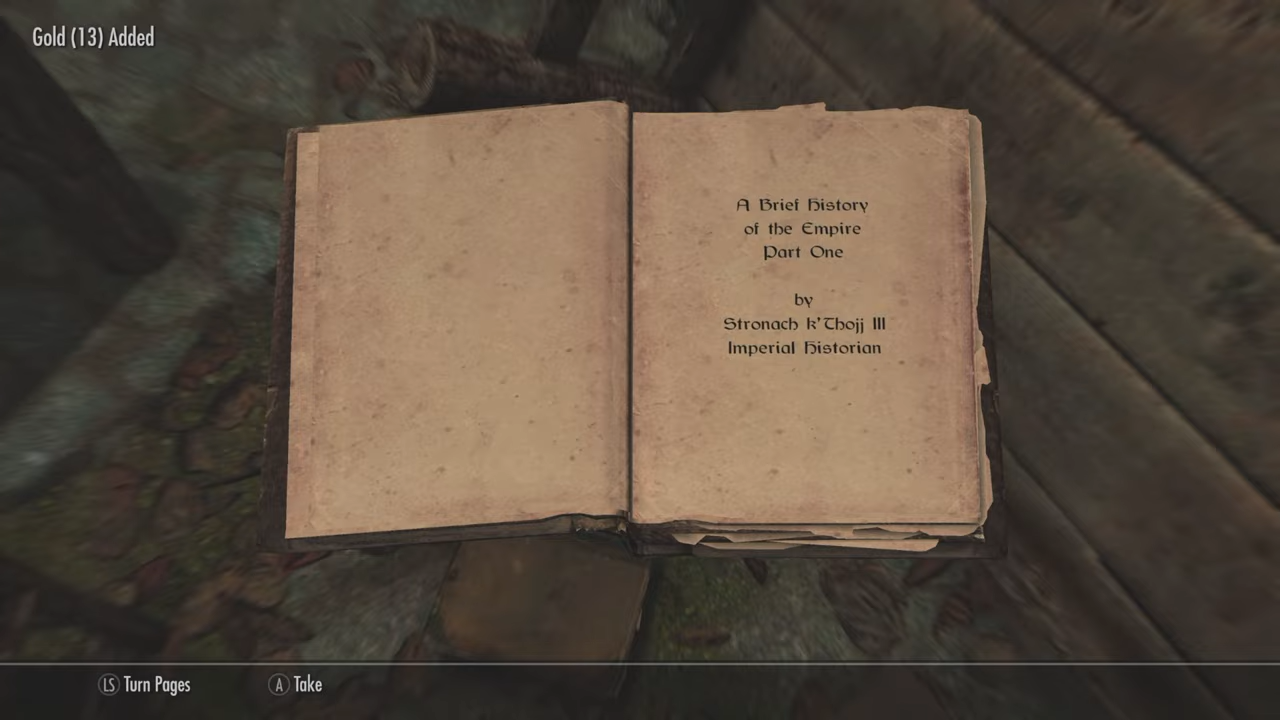 Gold (13) Added
A Brief History
of the Empire
Part One
by
Stronach k'Thojj III
Imperial Historian
LS Turn Pages
A Take